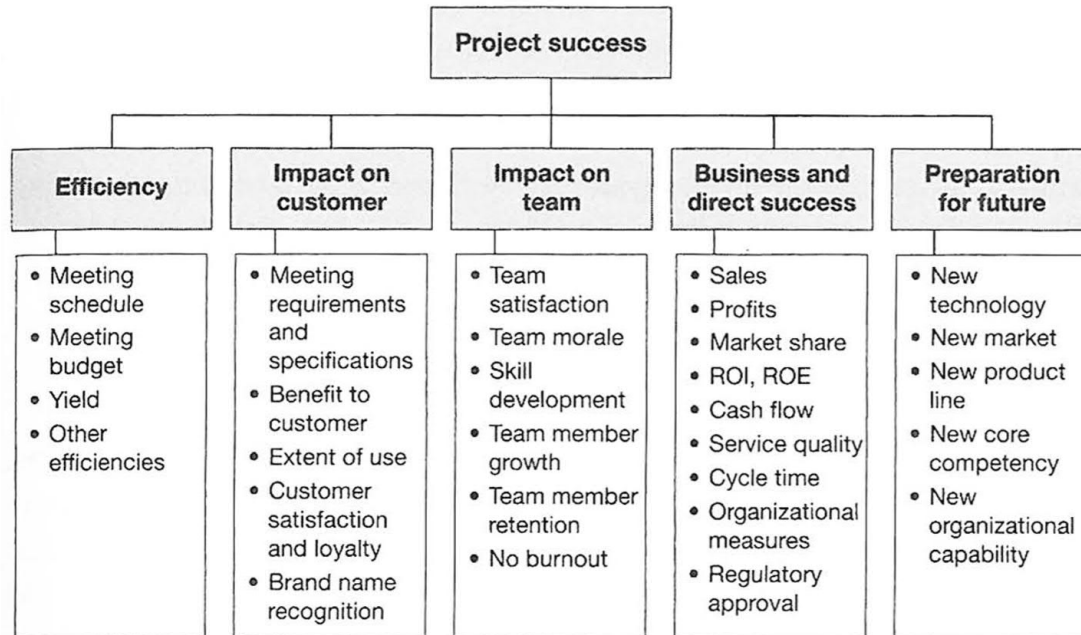 Project success
Efficiency
• Meeting
schedule
• Meeting
budget
• Yield
• Other
efficiencies
Impact on
customer
• Meeting
requirements
and
specifications
• Benefit to
customer
• Extent of use
• Customer
satisfaction
and loyalty
• Brand name
recognition
Impact on
team
• Team
satisfaction
• Team morale
• Skill
development
• Team member
growth
• Team member
retention
• No burnout
Business and
direct success
• Sales
• Profits
• Market share
• ROI, ROE
• Cash flow
• Service quality
• Cycle time
• Organizational
measures
• Regulatory
approval
Preparation
for future
• New
technology
• New market
• New product
line
• New core
competency
• New
organizational
capability